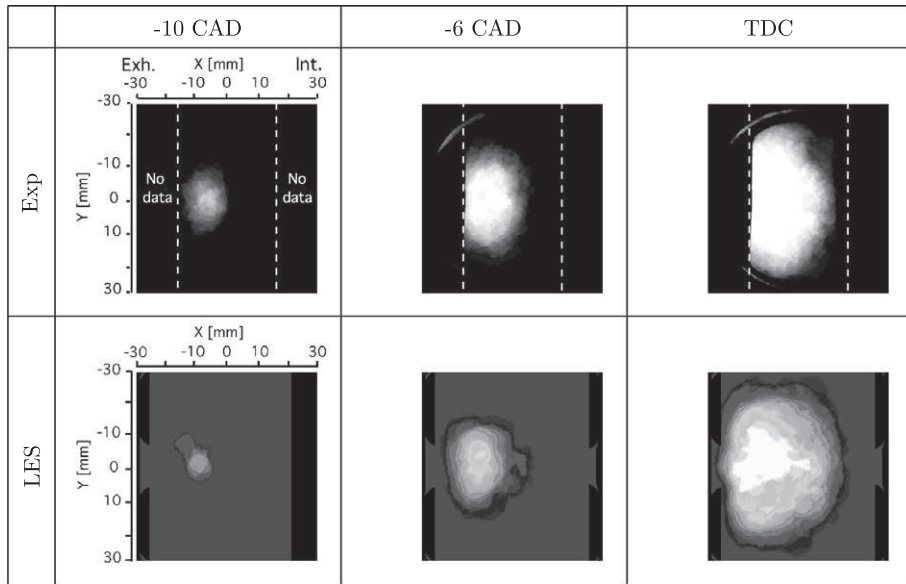 -10 CAD -6 CAD TDC
Exh. X [mm] Int.
-30 -10 0 10 30
Exp
Y [mm]
-30
-10
0
10
30
No data
No data
X [mm]
-30 -10 0 10 30
LES
Y [mm]
-30
-10
0
10
30